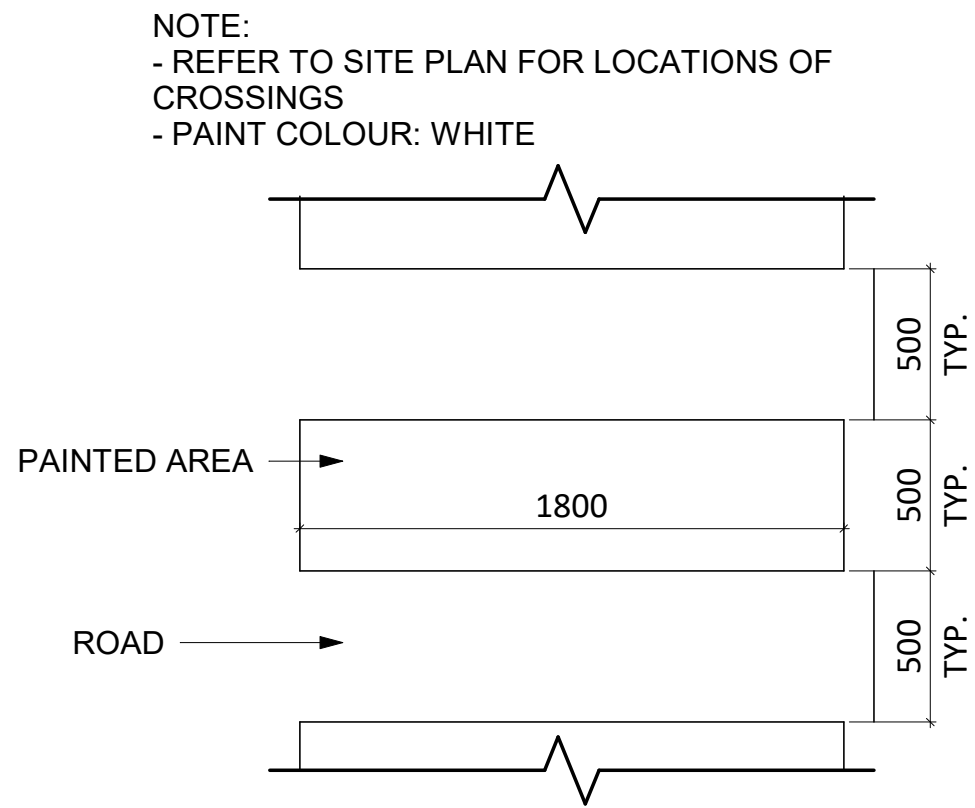 NOTE:
- REFER TO SITE PLAN FOR LOCATIONS OF
CROSSINGS
- PAINT COLOUR: WHITE
500
TYP.
PAINTED AREA
1800
500
TYP.
ROAD
500
TYP.